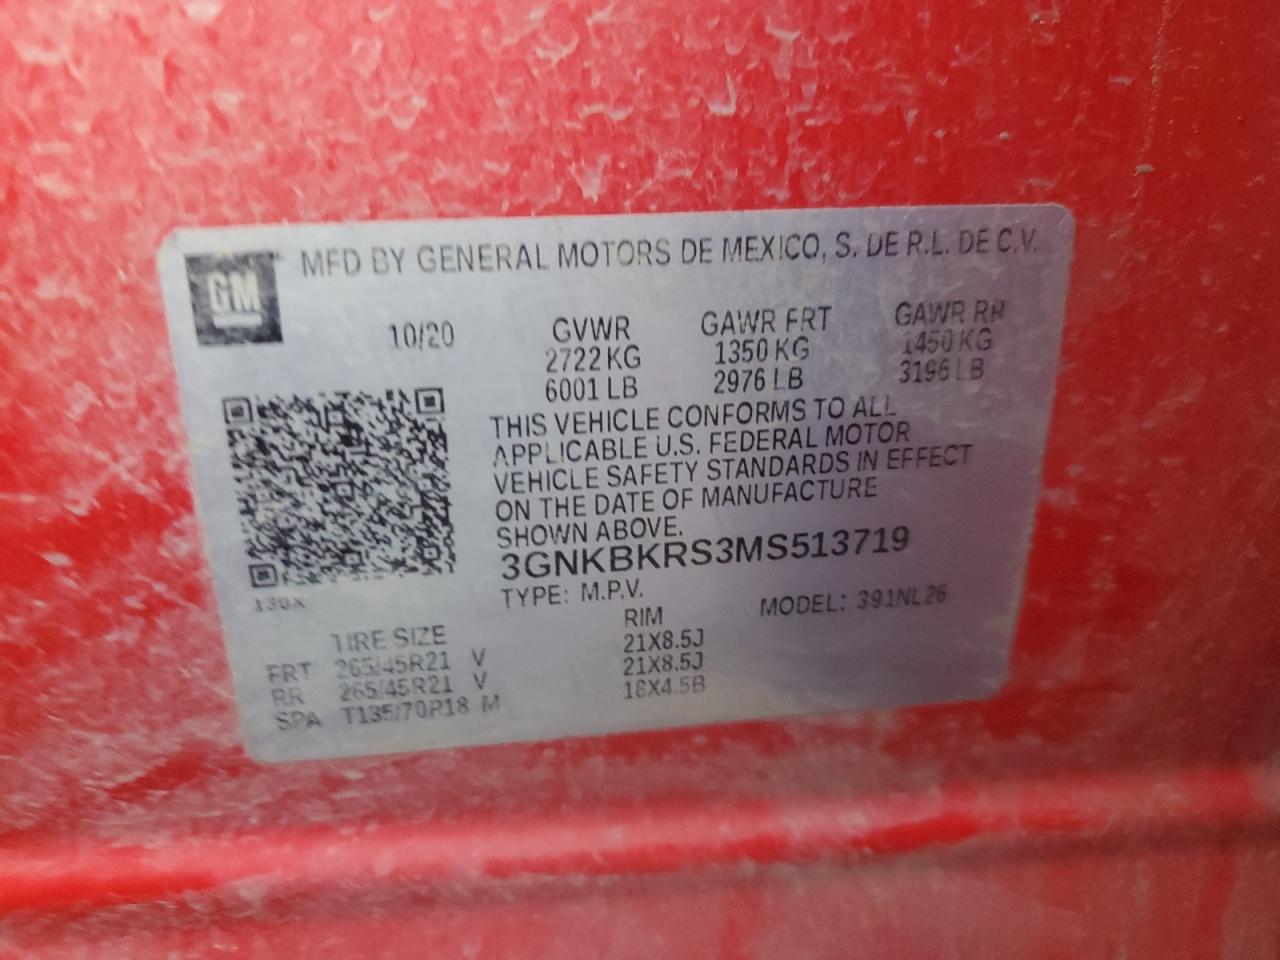 GM
MFD BY GENERAL MOTORS DE MEXICO, S. DE R.L. DE C.V.
10/20 GVWR GAWR FRT GAWR RR
2722 KG 1350 KG 1450 KG
6001 LB 2976 LB 3196 LB
THIS VEHICLE CONFORMS TO ALL
APPLICABLE U.S. FEDERAL MOTOR
VEHICLE SAFETY STANDARDS IN EFFECT
ON THE DATE OF MANUFACTURE
SHOWN ABOVE.
3GNKBKRS3MS513719
TYPE: M.P.V. MODEL: 391NL26
TIRE SIZE RIM
FRT 265/45R21 V 21X8.5J
RR 265/45R21 V 21X8.5J
SPA T135/70R18 M 18X4.5B